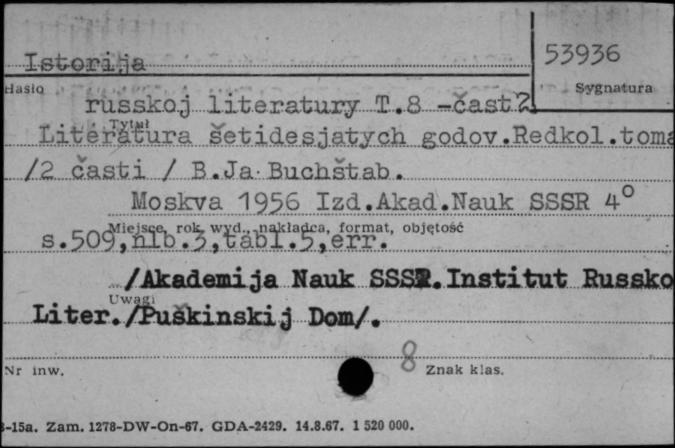 53936
Istorija
Hasło
Sygnatura
russkoj literatury T.8 -čast 2
Tytuł
Literatura šetidesjatych godov.Redkol.toma
/2 časti / B.Ja.Buchštab.
Moskva 1956 Izd.Akad.Nauk SSSR 4°
Miejsce, rok wyd., nakładca, format, objętość
s.509,nlb.3,tabl.5,err.
/Akademija Nauk SSSR.Institut Russko
Uwagi
Liter./Puškinskij Dom/.
8
Nr inw.
Znak klas.
-15a. Zam. 1278-DW-On-67. GDA-2429. 14.8.67. 1 520 000.